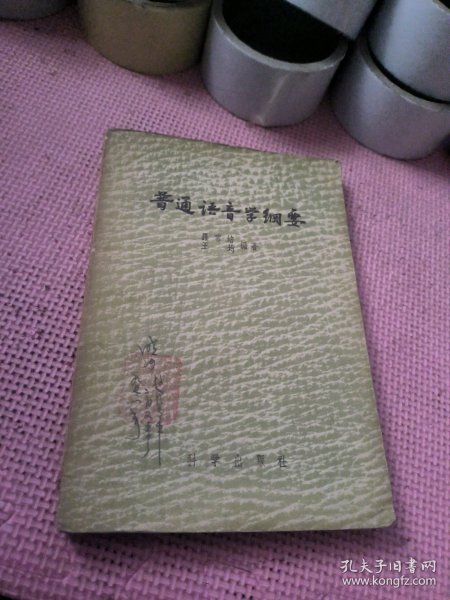 普通语音学纲要
罗常培
王均 编著
科学出版社
孔夫子旧书网
www.kongfz.com